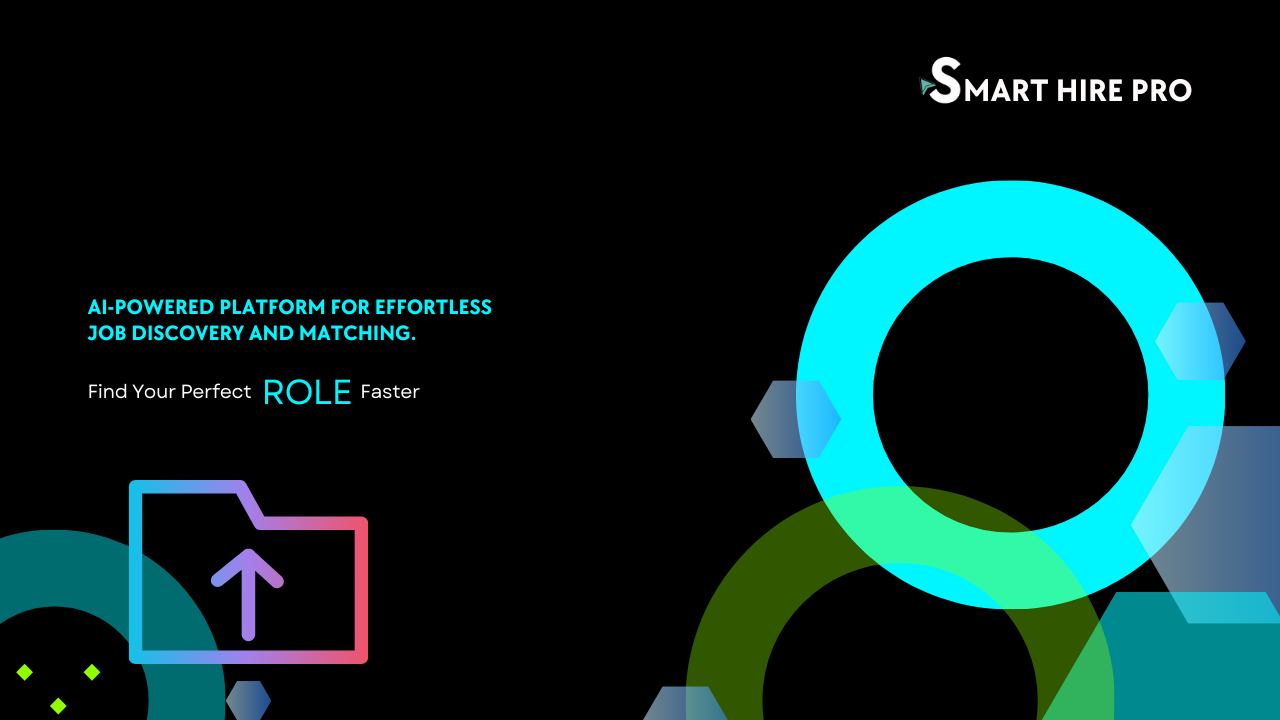 SMART HIRE PRO
AI-POWERED PLATFORM FOR EFFORTLESS
JOB DISCOVERY AND MATCHING.
Find Your Perfect ROLE Faster